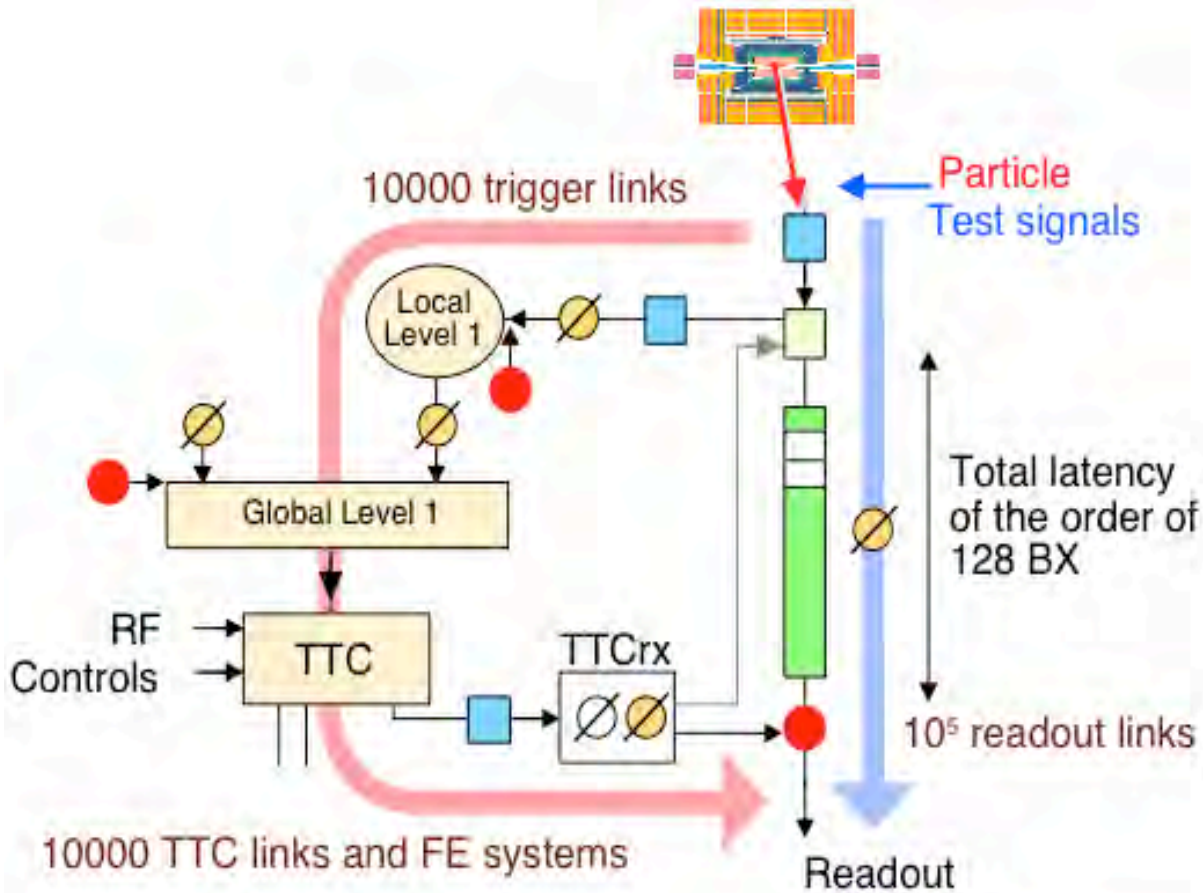 Particle
Test signals
10000 trigger links
Local
Level 1
Global Level 1
Total latency
of the order of
128 BX
RF
Controls
TTC
TTCrx
10⁵ readout links
10000 TTC links and FE systems
Readout